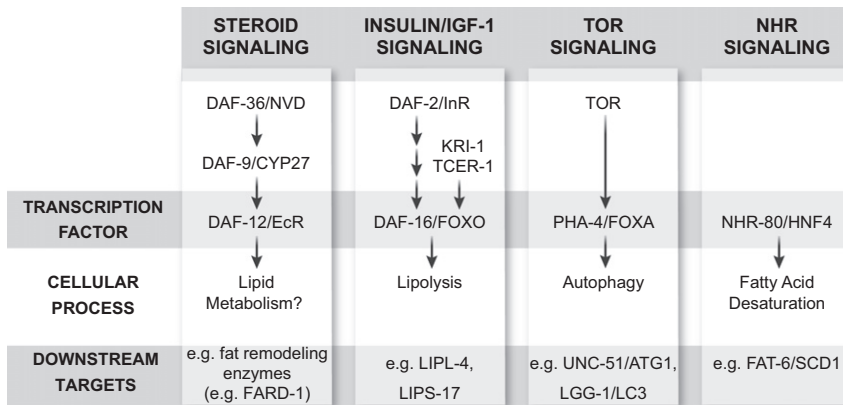 STEROID
SIGNALING
INSULIN/IGF-1
SIGNALING
TOR
SIGNALING
NHR
SIGNALING
DAF-36/NVD
DAF-2/InR
TOR
KRI-1
TCER-1
DAF-9/CYP27
TRANSCRIPTION
FACTOR
DAF-12/EcR
DAF-16/FOXO
PHA-4/FOXA
NHR-80/HNF4
CELLULAR
PROCESS
Lipid
Metabolism?
Lipolysis
Autophagy
Fatty Acid
Desaturation
DOWNSTREAM
TARGETS
e.g. fat remodeling
enzymes
(e.g. FARD-1)
e.g. LIPL-4,
LIPS-17
e.g. UNC-51/ATG1,
LGG-1/LC3
e.g. FAT-6/SCD1